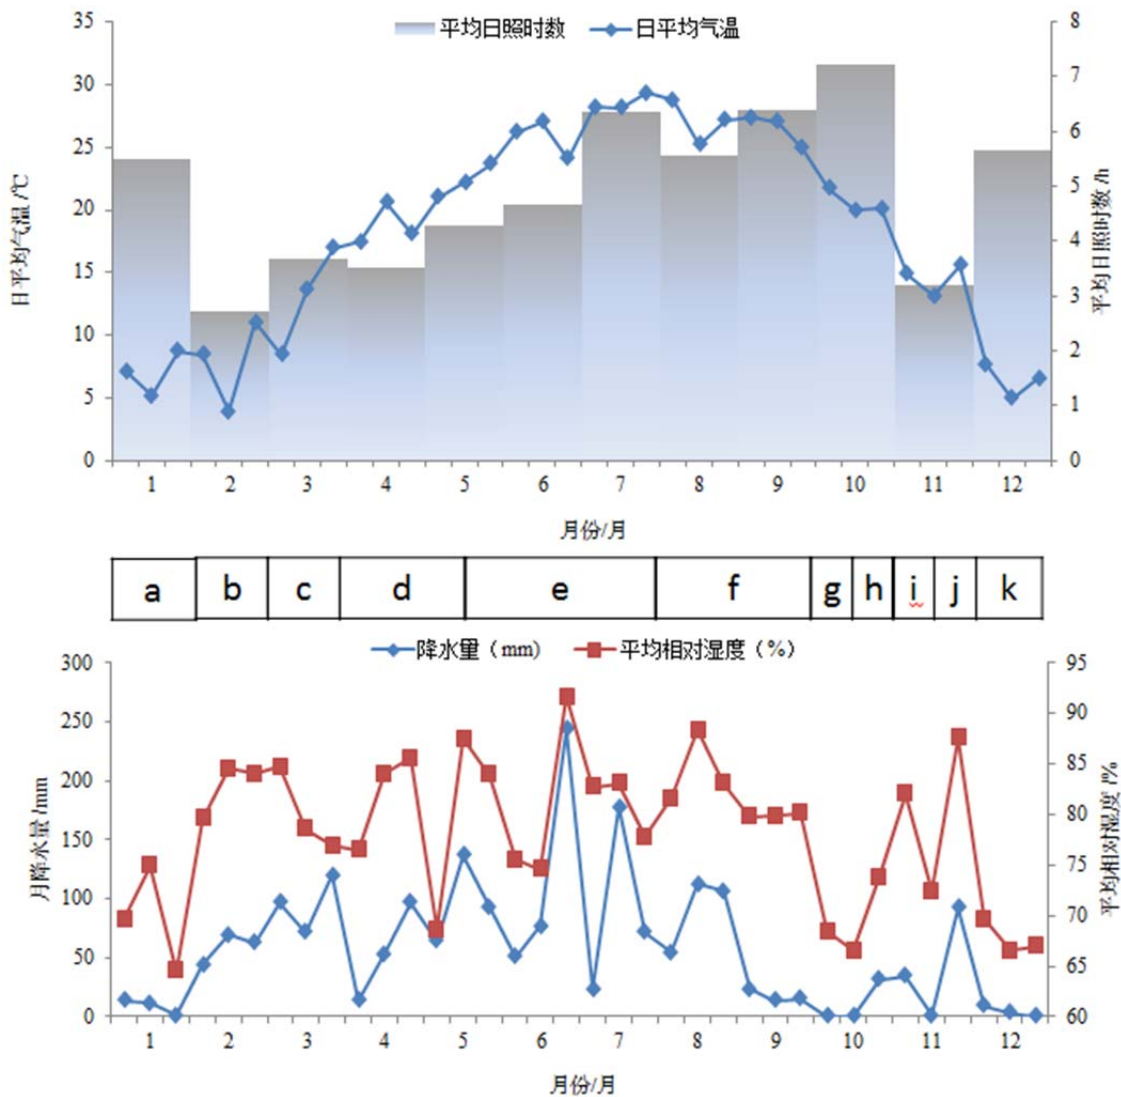 平均日照时数 日平均气温
35
30
25
20
15
10
5
0
日平均气温/℃
8
7
6
5
4
3
2
1
0
平均日照时数/h
1 2 3 4 5 6 7 8 9 10 11 12
月份/月
a b c d e f g h i j k
降水量（mm) 平均相对湿度（%）
300
250
200
150
100
50
0
月降水量/mm
95
90
85
80
75
70
65
60
平均相对湿度/%
1 2 3 4 5 6 7 8 9 10 11 12
月份/月